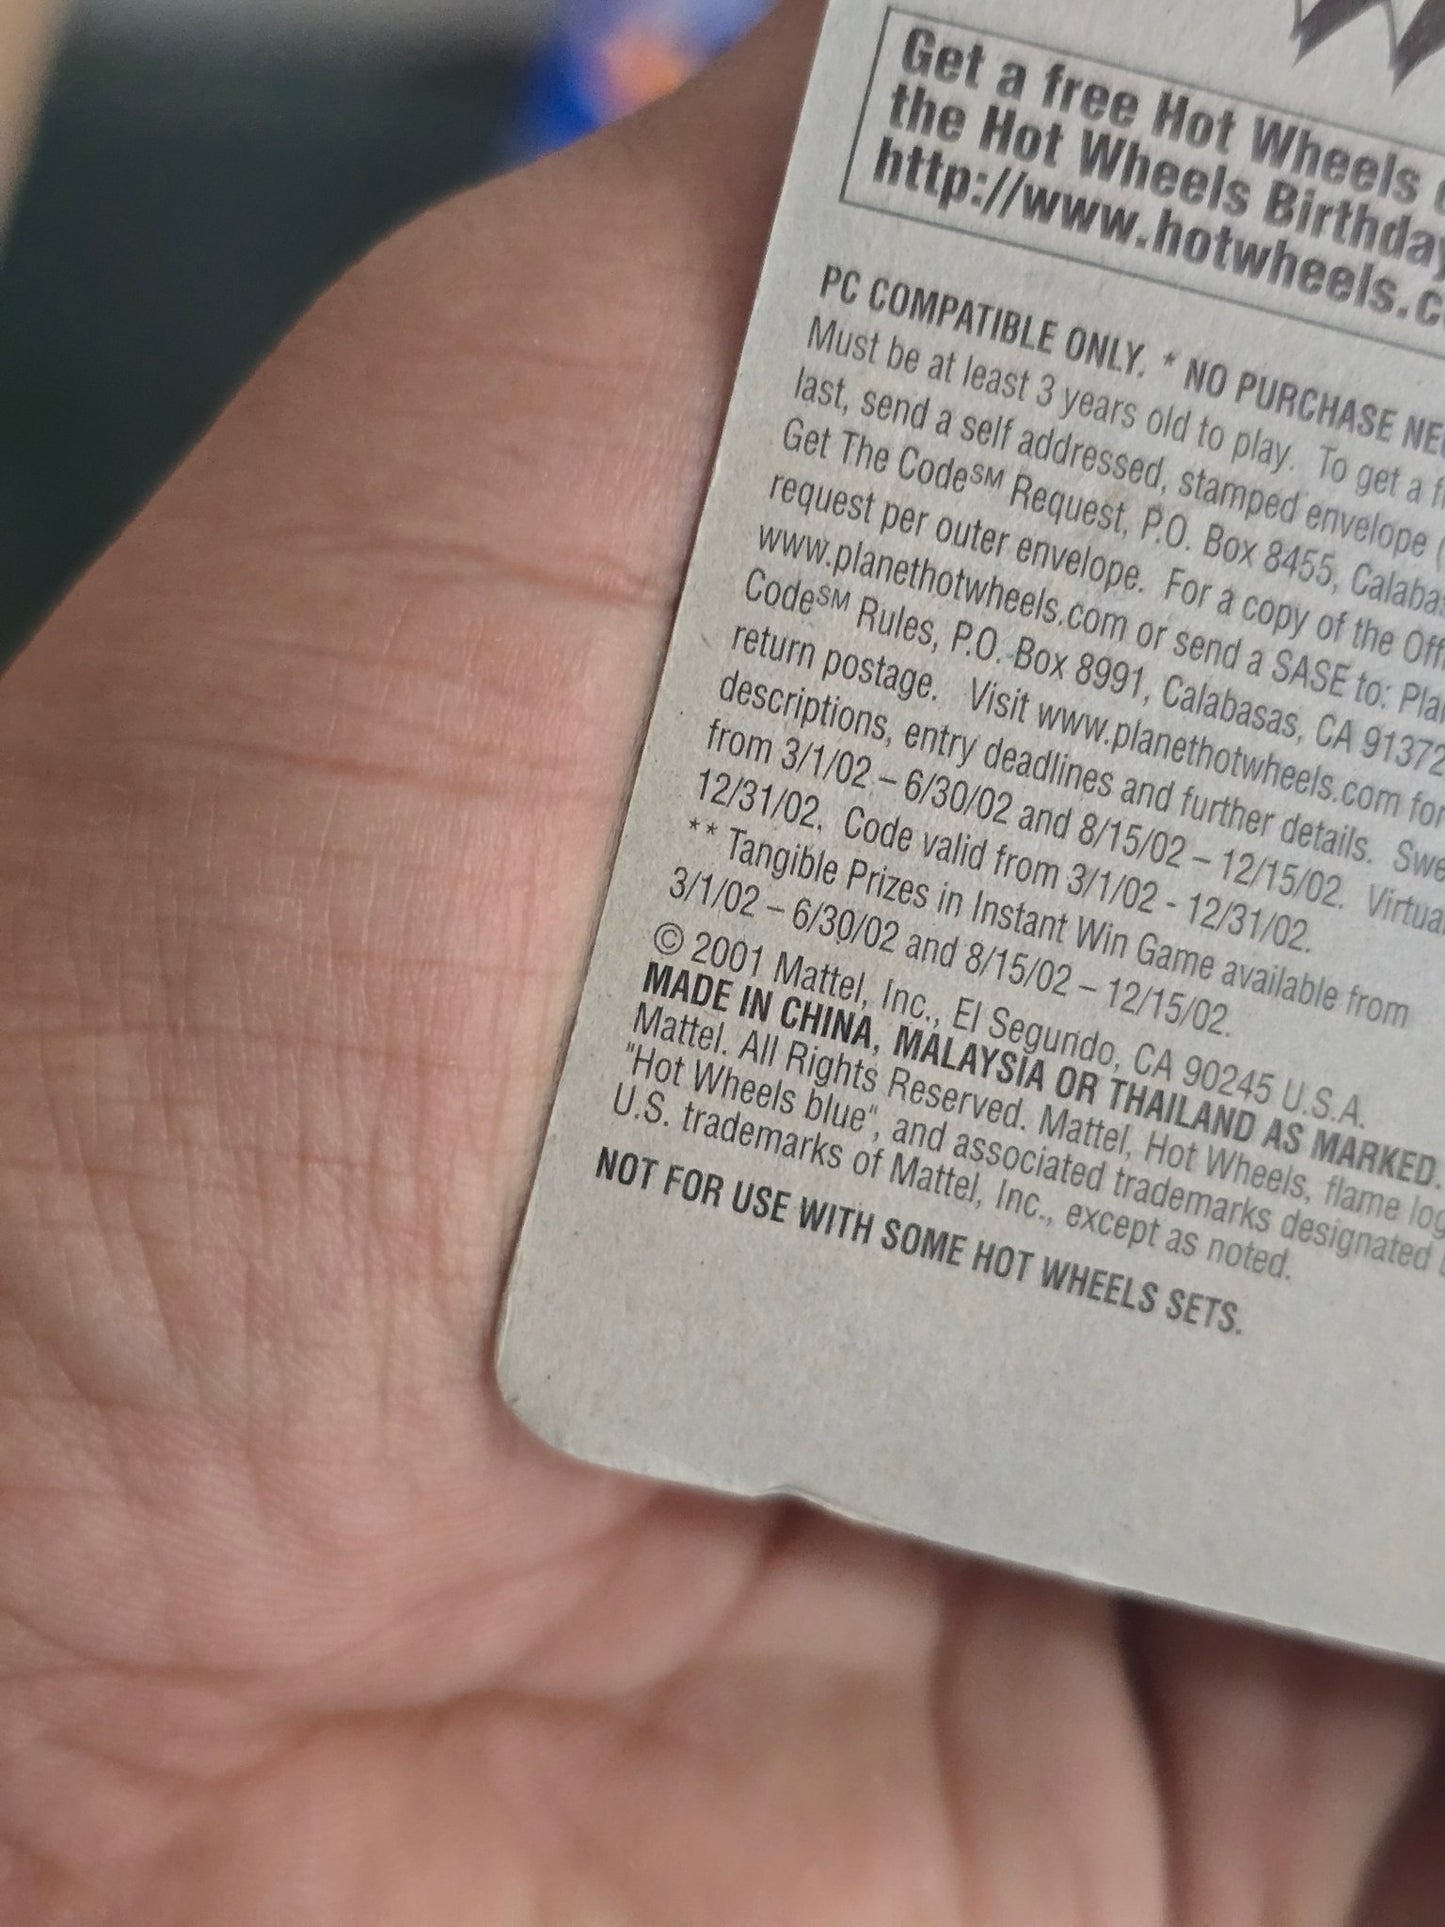 Get a free Hot Wheels
the Hot Wheels Birthday
http://www.hotwheels.c
PC COMPATIBLE ONLY. * NO PURCHASE NE
Must be at least 3 years old to play. To get a f
last, send a self addressed, stamped envelope (
Get The Code℠ Request, P.O. Box 8455, Calaba
request per outer envelope. For a copy of the Off
www.planethotwheels.com or send a SASE to: Pla
Code℠ Rules, P.O. Box 8991, Calabasas, CA 91372
return postage. Visit www.planethotwheels.com for
descriptions, entry deadlines and further details. Swe
from 3/1/02 – 6/30/02 and 8/15/02 – 12/15/02. Virtua
12/31/02. Code valid from 3/1/02 - 12/31/02.
** Tangible Prizes in Instant Win Game available from
3/1/02 – 6/30/02 and 8/15/02 – 12/15/02.
© 2001 Mattel, Inc., El Segundo, CA 90245 U.S.A.
MADE IN CHINA, MALAYSIA OR THAILAND AS MARKED.
Mattel. All Rights Reserved. Mattel, Hot Wheels, flame log
"Hot Wheels blue", and associated trademarks designated
U.S. trademarks of Mattel, Inc., except as noted.
NOT FOR USE WITH SOME HOT WHEELS SETS.